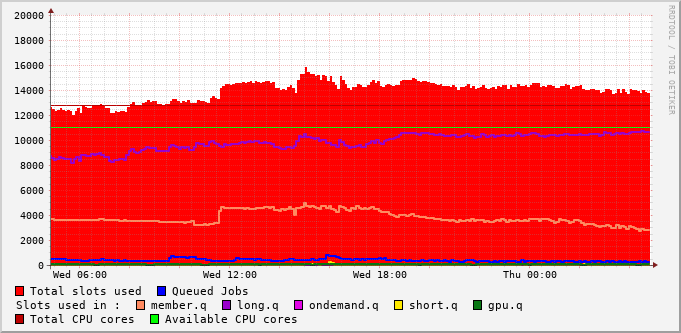 20000
18000
16000
14000
12000
10000
8000
6000
4000
2000
0
Wed 06:00 Wed 12:00 Wed 18:00 Thu 00:00
RRDTOOL / TOBI OETIKER
Total slots used Queued Jobs
Slots used in : member.q long.q ondemand.q short.q gpu.q
Total CPU cores Available CPU cores